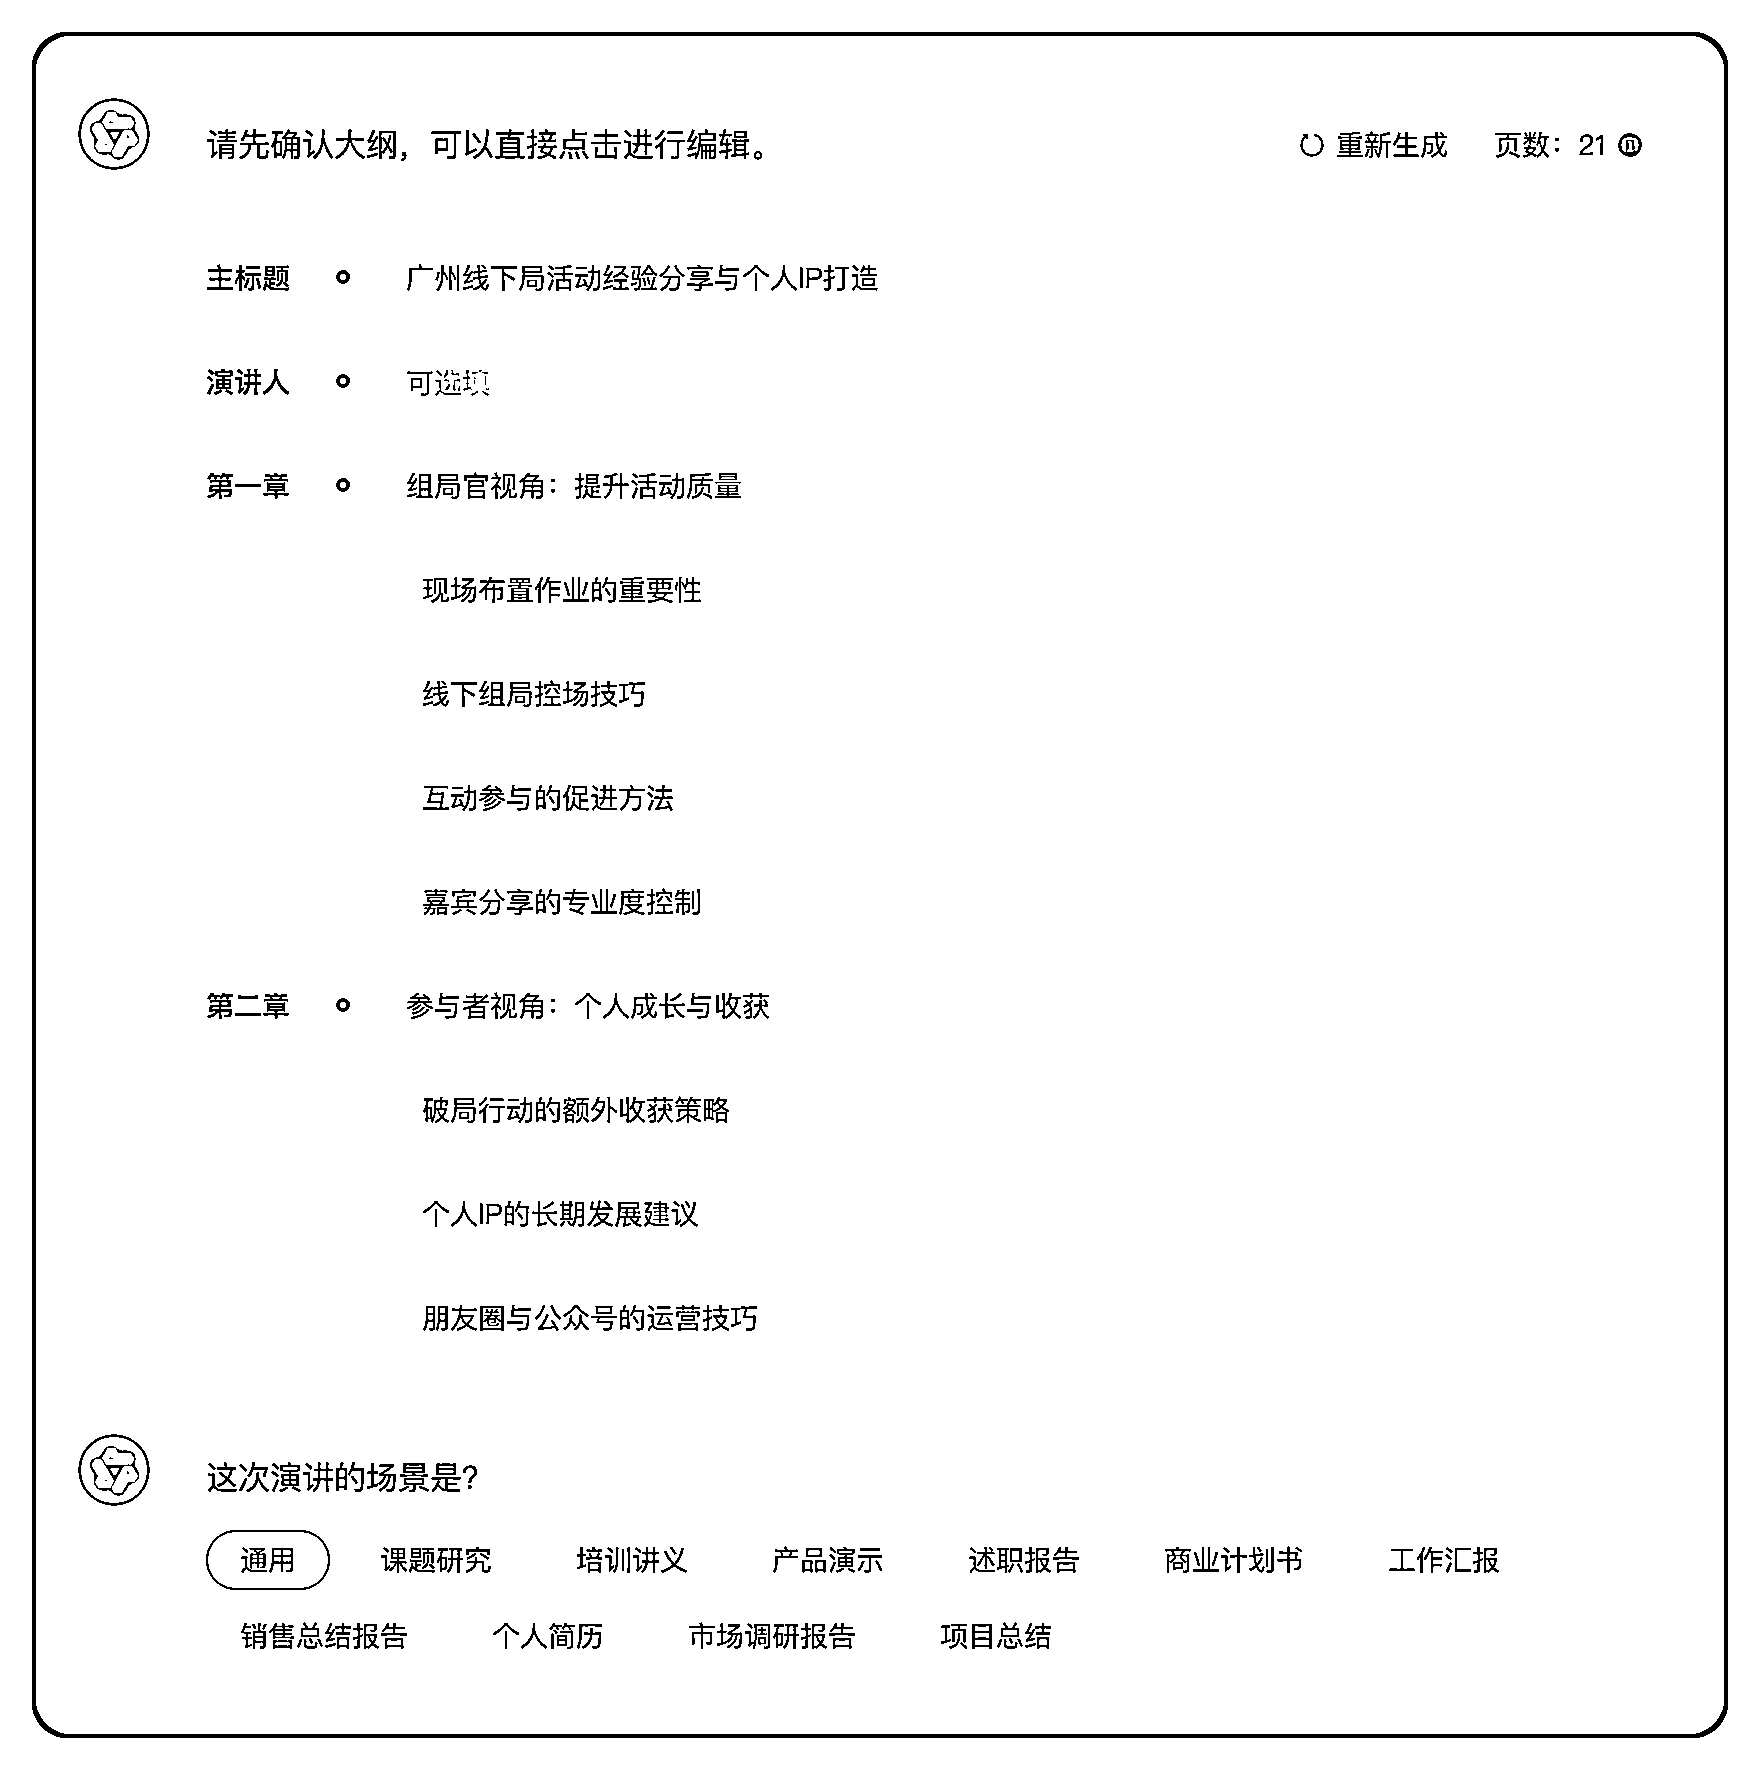 请先确认大纲，可以直接点击进行编辑。 重新生成 页数：21
主标题 广州线下局活动经验分享与个人IP打造
演讲人 可选填
第一章 组局官视角：提升活动质量
现场布置作业的重要性
线下组局控场技巧
互动参与的促进方法
嘉宾分享的专业度控制
第二章 参与者视角：个人成长与收获
破局行动的额外收获策略
个人IP的长期发展建议
朋友圈与公众号的运营技巧
这次演讲的场景是？
通用 课题研究 培训讲义 产品演示 述职报告 商业计划书 工作汇报
销售总结报告 个人简历 市场调研报告 项目总结